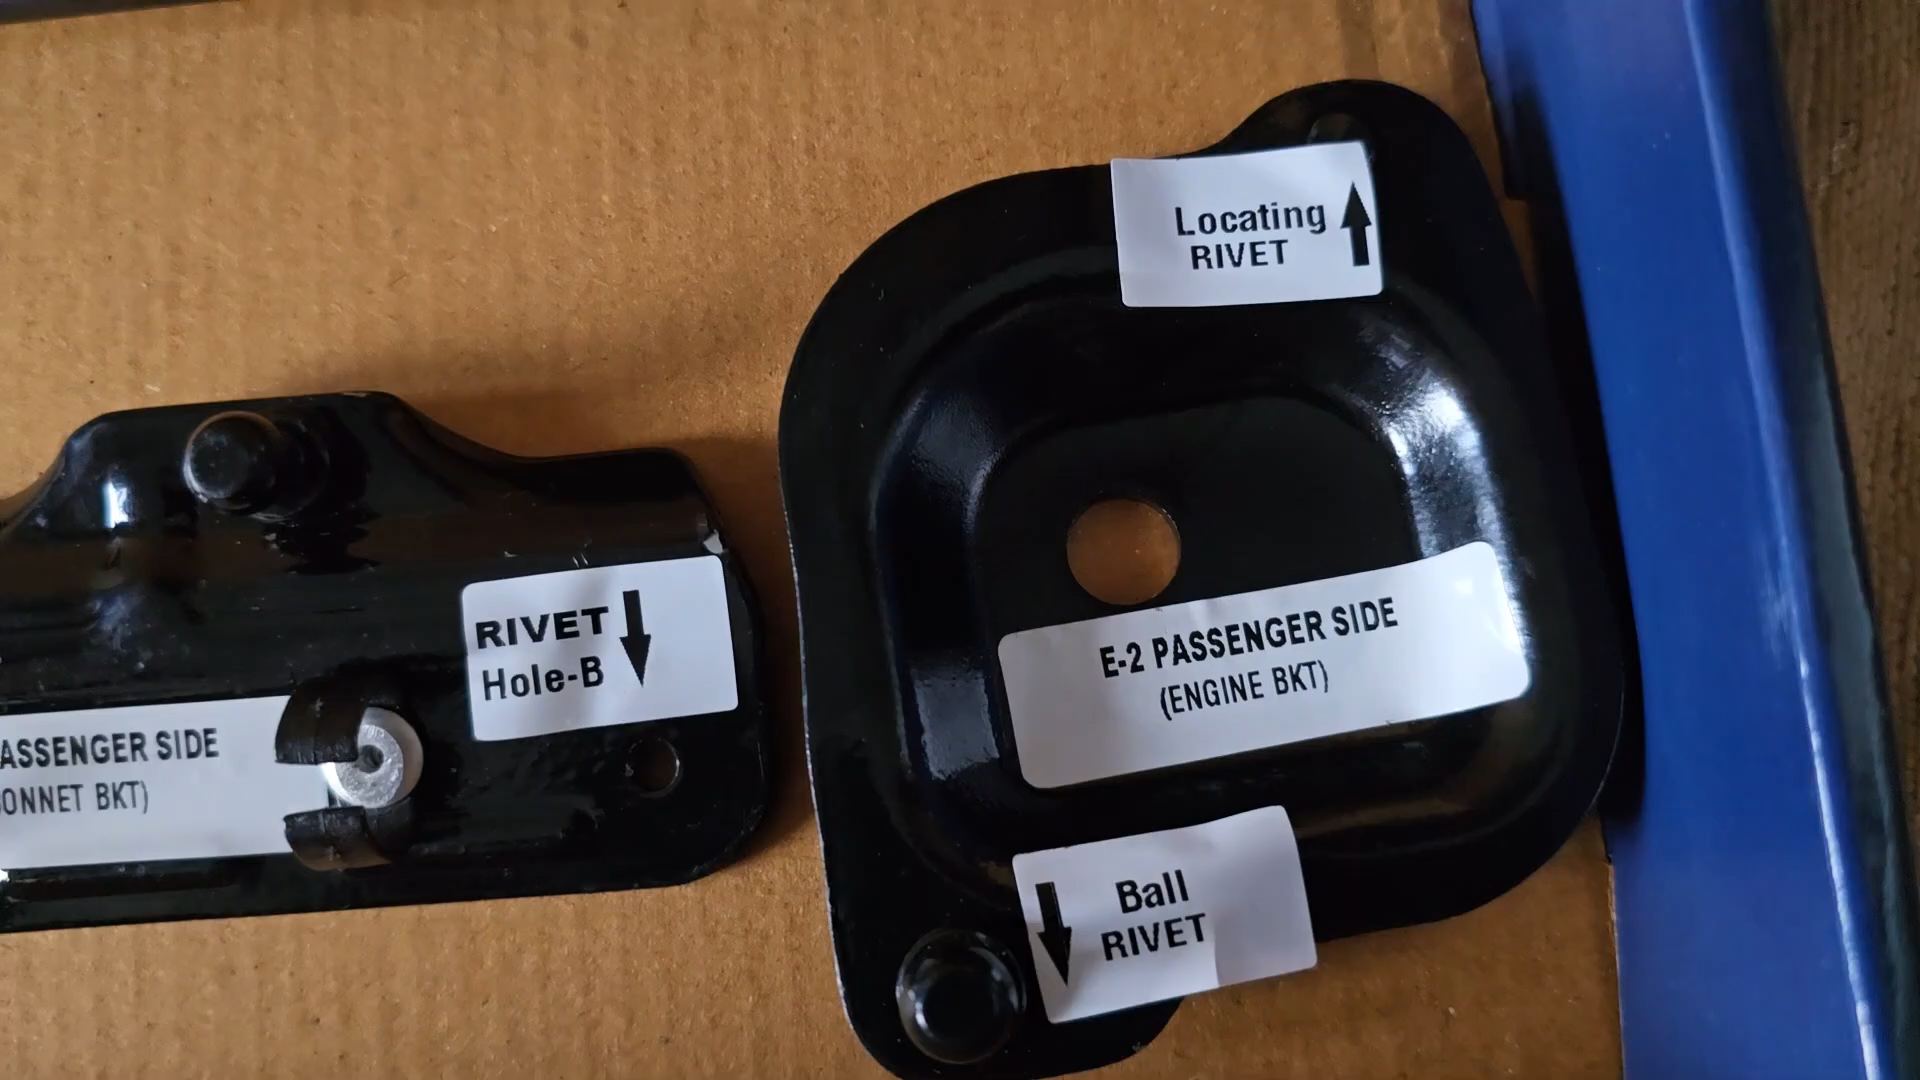 Locating
RIVET
RIVET
Hole-B
E-2 PASSENGER SIDE
(ENGINE BKT)
ASSENGER SIDE
ONNET BKT)
Ball
RIVET